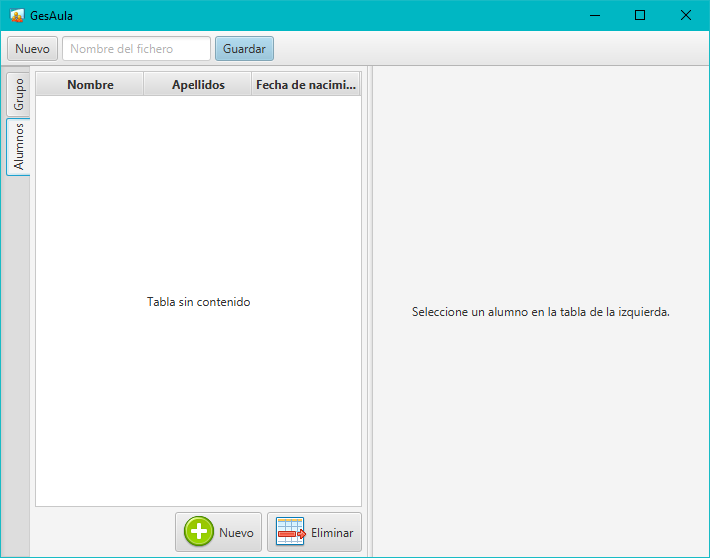 GesAula
Nuevo Nombre del fichero Guardar
Grupo
Alumnos
Nombre Apellidos Fecha de nacimi...
Tabla sin contenido
Seleccione un alumno en la tabla de la izquierda.
Nuevo Eliminar